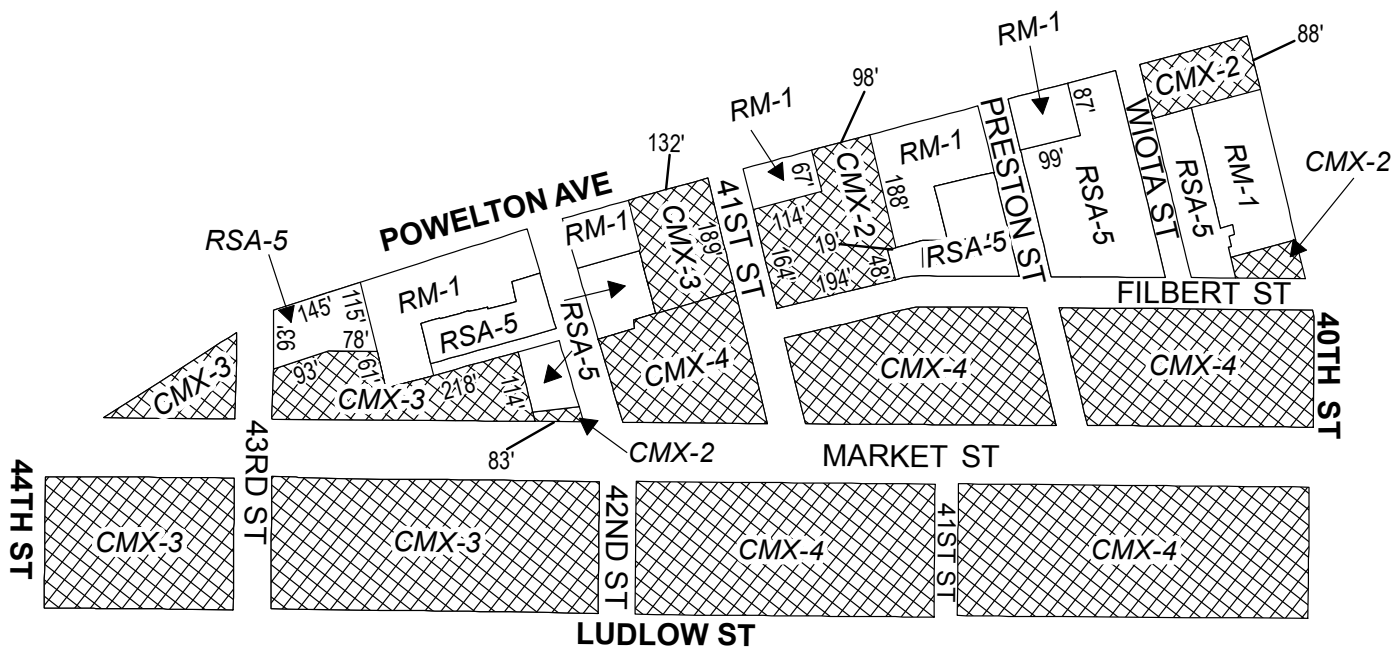 RM-1
88'
CMX-2
98'
RM-1
87'
PRESTON ST
RM-1
99'
WIOTA ST
RSA-5
RSA-5
RM-1
CMX-2
132'
67'
CMX-2
188'
POWELTON AVE
41ST ST
114'
RSA-5
RM-1
CMX-3
189'
164'
19'
48'
194'
RSA-5
145'
115'
RM-1
93'
78'
RSA-5
RSA-5
FILBERT ST
CMX-3
93'
61'
CMX-3
218'
114'
CMX-4
CMX-4
CMX-4
40TH ST
83'
CMX-2
MARKET ST
44TH ST
43RD ST
42ND ST
41ST ST
CMX-3
CMX-3
CMX-4
CMX-4
LUDLOW ST